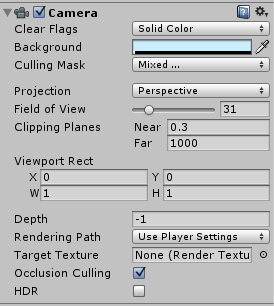 Camera
Clear Flags Solid Color
Background
Culling Mask Mixed ...
Projection Perspective
Field of View 31
Clipping Planes Near 0.3
Far 1000
Viewport Rect
X 0 Y 0
W 1 H 1
Depth -1
Rendering Path Use Player Settings
Target Texture None (Render Textu
Occlusion Culling
HDR